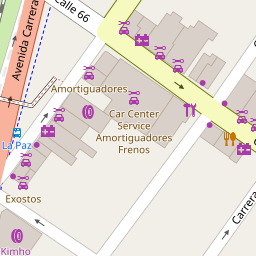 Calle 66
Avenida Carrera
Amortiguadores
Car Center
Service
Amortiguadores
Frenos
La Paz
Exostos
Carrera
Kimho